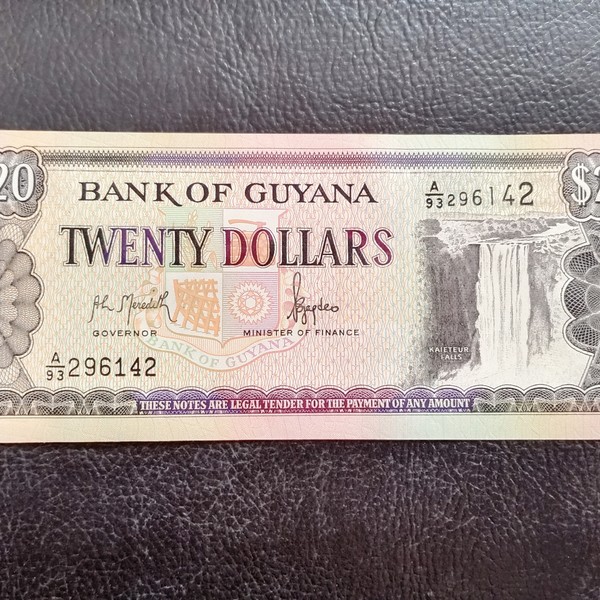 20
BANK OF GUYANA
A/93 296142
$2
TWENTY DOLLARS
GOVERNOR
MINISTER OF FINANCE
BANK OF GUYANA
KAIETEUR
FALLS
A/93 296142
THESE NOTES ARE LEGAL TENDER FOR THE PAYMENT OF ANY AMOUNT